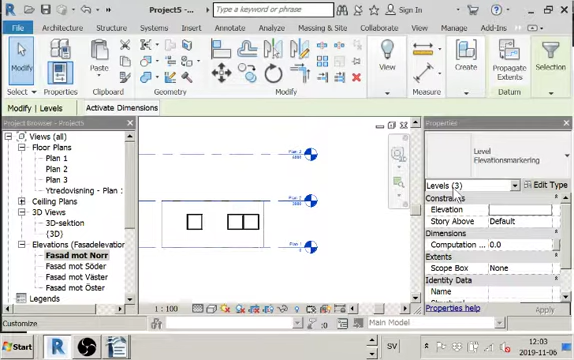 Project5 -
Type a keyword or phrase
Sign In
File
Architecture
Structure
Systems
Insert
Annotate
Analyze
Massing & Site
Collaborate
View
Manage
Add-Ins
Modify
Properties
Paste
View
Measure
Create
Propagate
Extents
Selection
Select
Properties
Clipboard
Geometry
Modify
Measure
Create
Datum
Modify | Levels
Activate Dimensions
Project Browser - Project5
Properties
Views (all)
Floor Plans
Plan 1
Plan 2
Plan 3
Ytredovisning - Plan
Ceiling Plans
3D Views
3D-sektion
{3D}
Elevations (Fasadelevation
Fasad mot Norr
Fasad mot Söder
Fasad mot Väster
Fasad mot Öster
Legends
Level
Elevationsmarkering
Levels (3)
Edit Type
Constraints
Elevation
Story Above
Default
Dimensions
Computation ...
0.0
Extents
Scope Box
None
Identity Data
Name
Properties help
Apply
1 : 100
Customize
:0
Main Model
Start
SV
12:03
2019-11-06